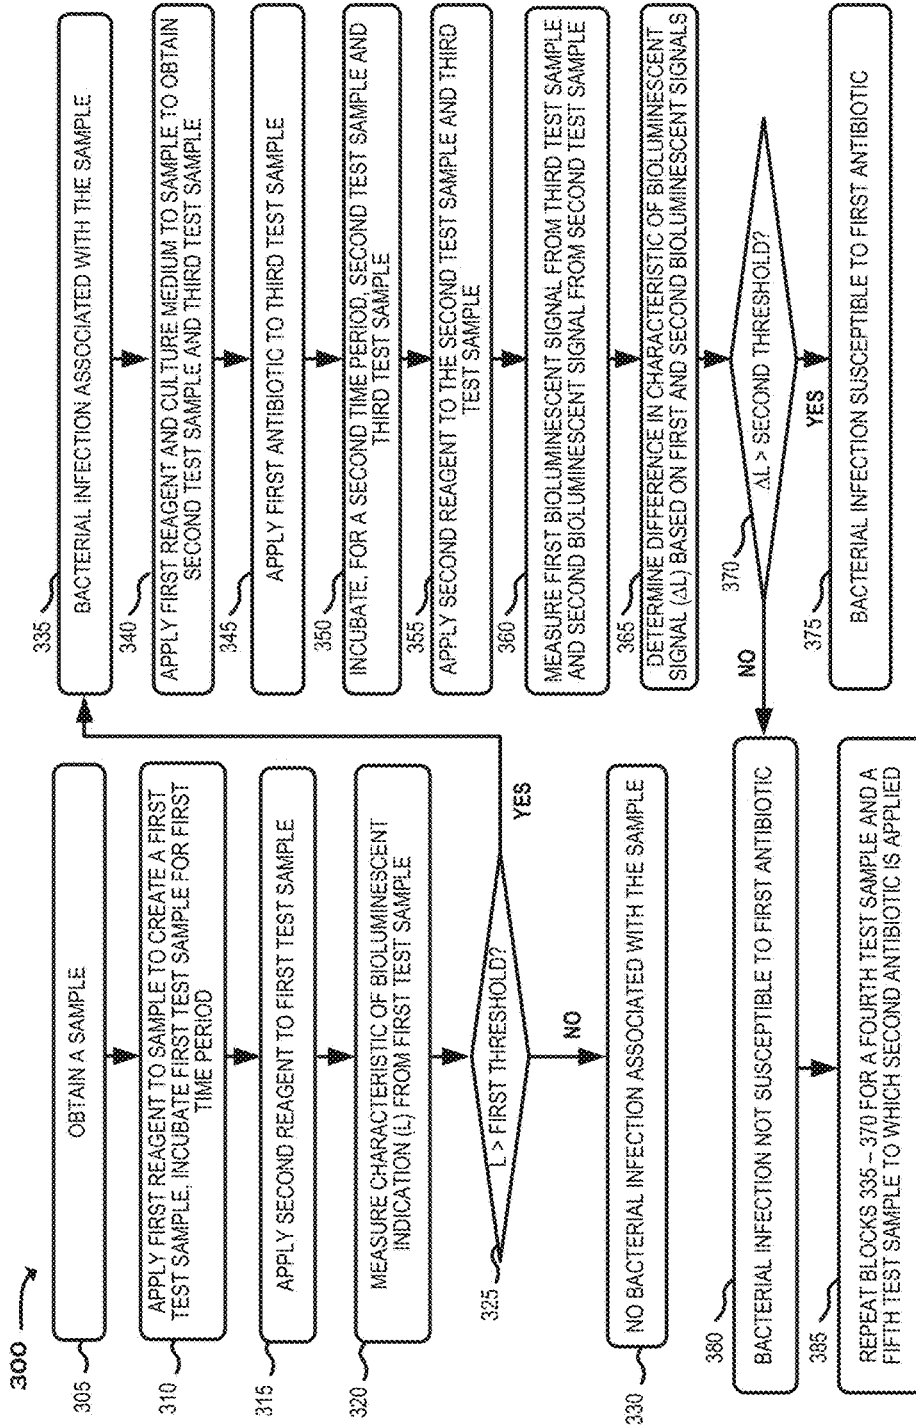 300
305
OBTAIN A SAMPLE
310
APPLY FIRST REAGENT TO SAMPLE TO CREATE A FIRST
TEST SAMPLE, INCUBATE FIRST TEST SAMPLE FOR FIRST
TIME PERIOD
315
APPLY SECOND REAGENT TO FIRST TEST SAMPLE
320
MEASURE CHARACTERISTIC OF BIOLUMINESCENT
INDICATION (L) FROM FIRST TEST SAMPLE
325
L > FIRST THRESHOLD?
YES
NO
330
NO BACTERIAL INFECTION ASSOCIATED WITH THE SAMPLE
335
BACTERIAL INFECTION ASSOCIATED WITH THE SAMPLE
340
APPLY FIRST REAGENT AND CULTURE MEDIUM TO SAMPLE TO OBTAIN
SECOND TEST SAMPLE AND THIRD TEST SAMPLE
345
APPLY FIRST ANTIBIOTIC TO THIRD TEST SAMPLE
350
INCUBATE, FOR A SECOND TIME PERIOD, SECOND TEST SAMPLE AND
THIRD TEST SAMPLE
355
APPLY SECOND REAGENT TO THE SECOND TEST SAMPLE AND THIRD
TEST SAMPLE
360
MEASURE FIRST BIOLUMINESCENT SIGNAL FROM THIRD TEST SAMPLE
AND SECOND BIOLUMINESCENT SIGNAL FROM SECOND TEST SAMPLE
365
DETERMINE DIFFERENCE IN CHARACTERISTIC OF BIOLUMINESCENT
SIGNAL (ΔL) BASED ON FIRST AND SECOND BIOLUMINESCENT SIGNALS
370
ΔL > SECOND THRESHOLD?
NO
YES
375
BACTERIAL INFECTION SUSCEPTIBLE TO FIRST ANTIBIOTIC
380
BACTERIAL INFECTION NOT SUSCEPTIBLE TO FIRST ANTIBIOTIC
385
REPEAT BLOCKS 335 – 370 FOR A FOURTH TEST SAMPLE AND A
FIFTH TEST SAMPLE TO WHICH SECOND ANTIBIOTIC IS APPLIED